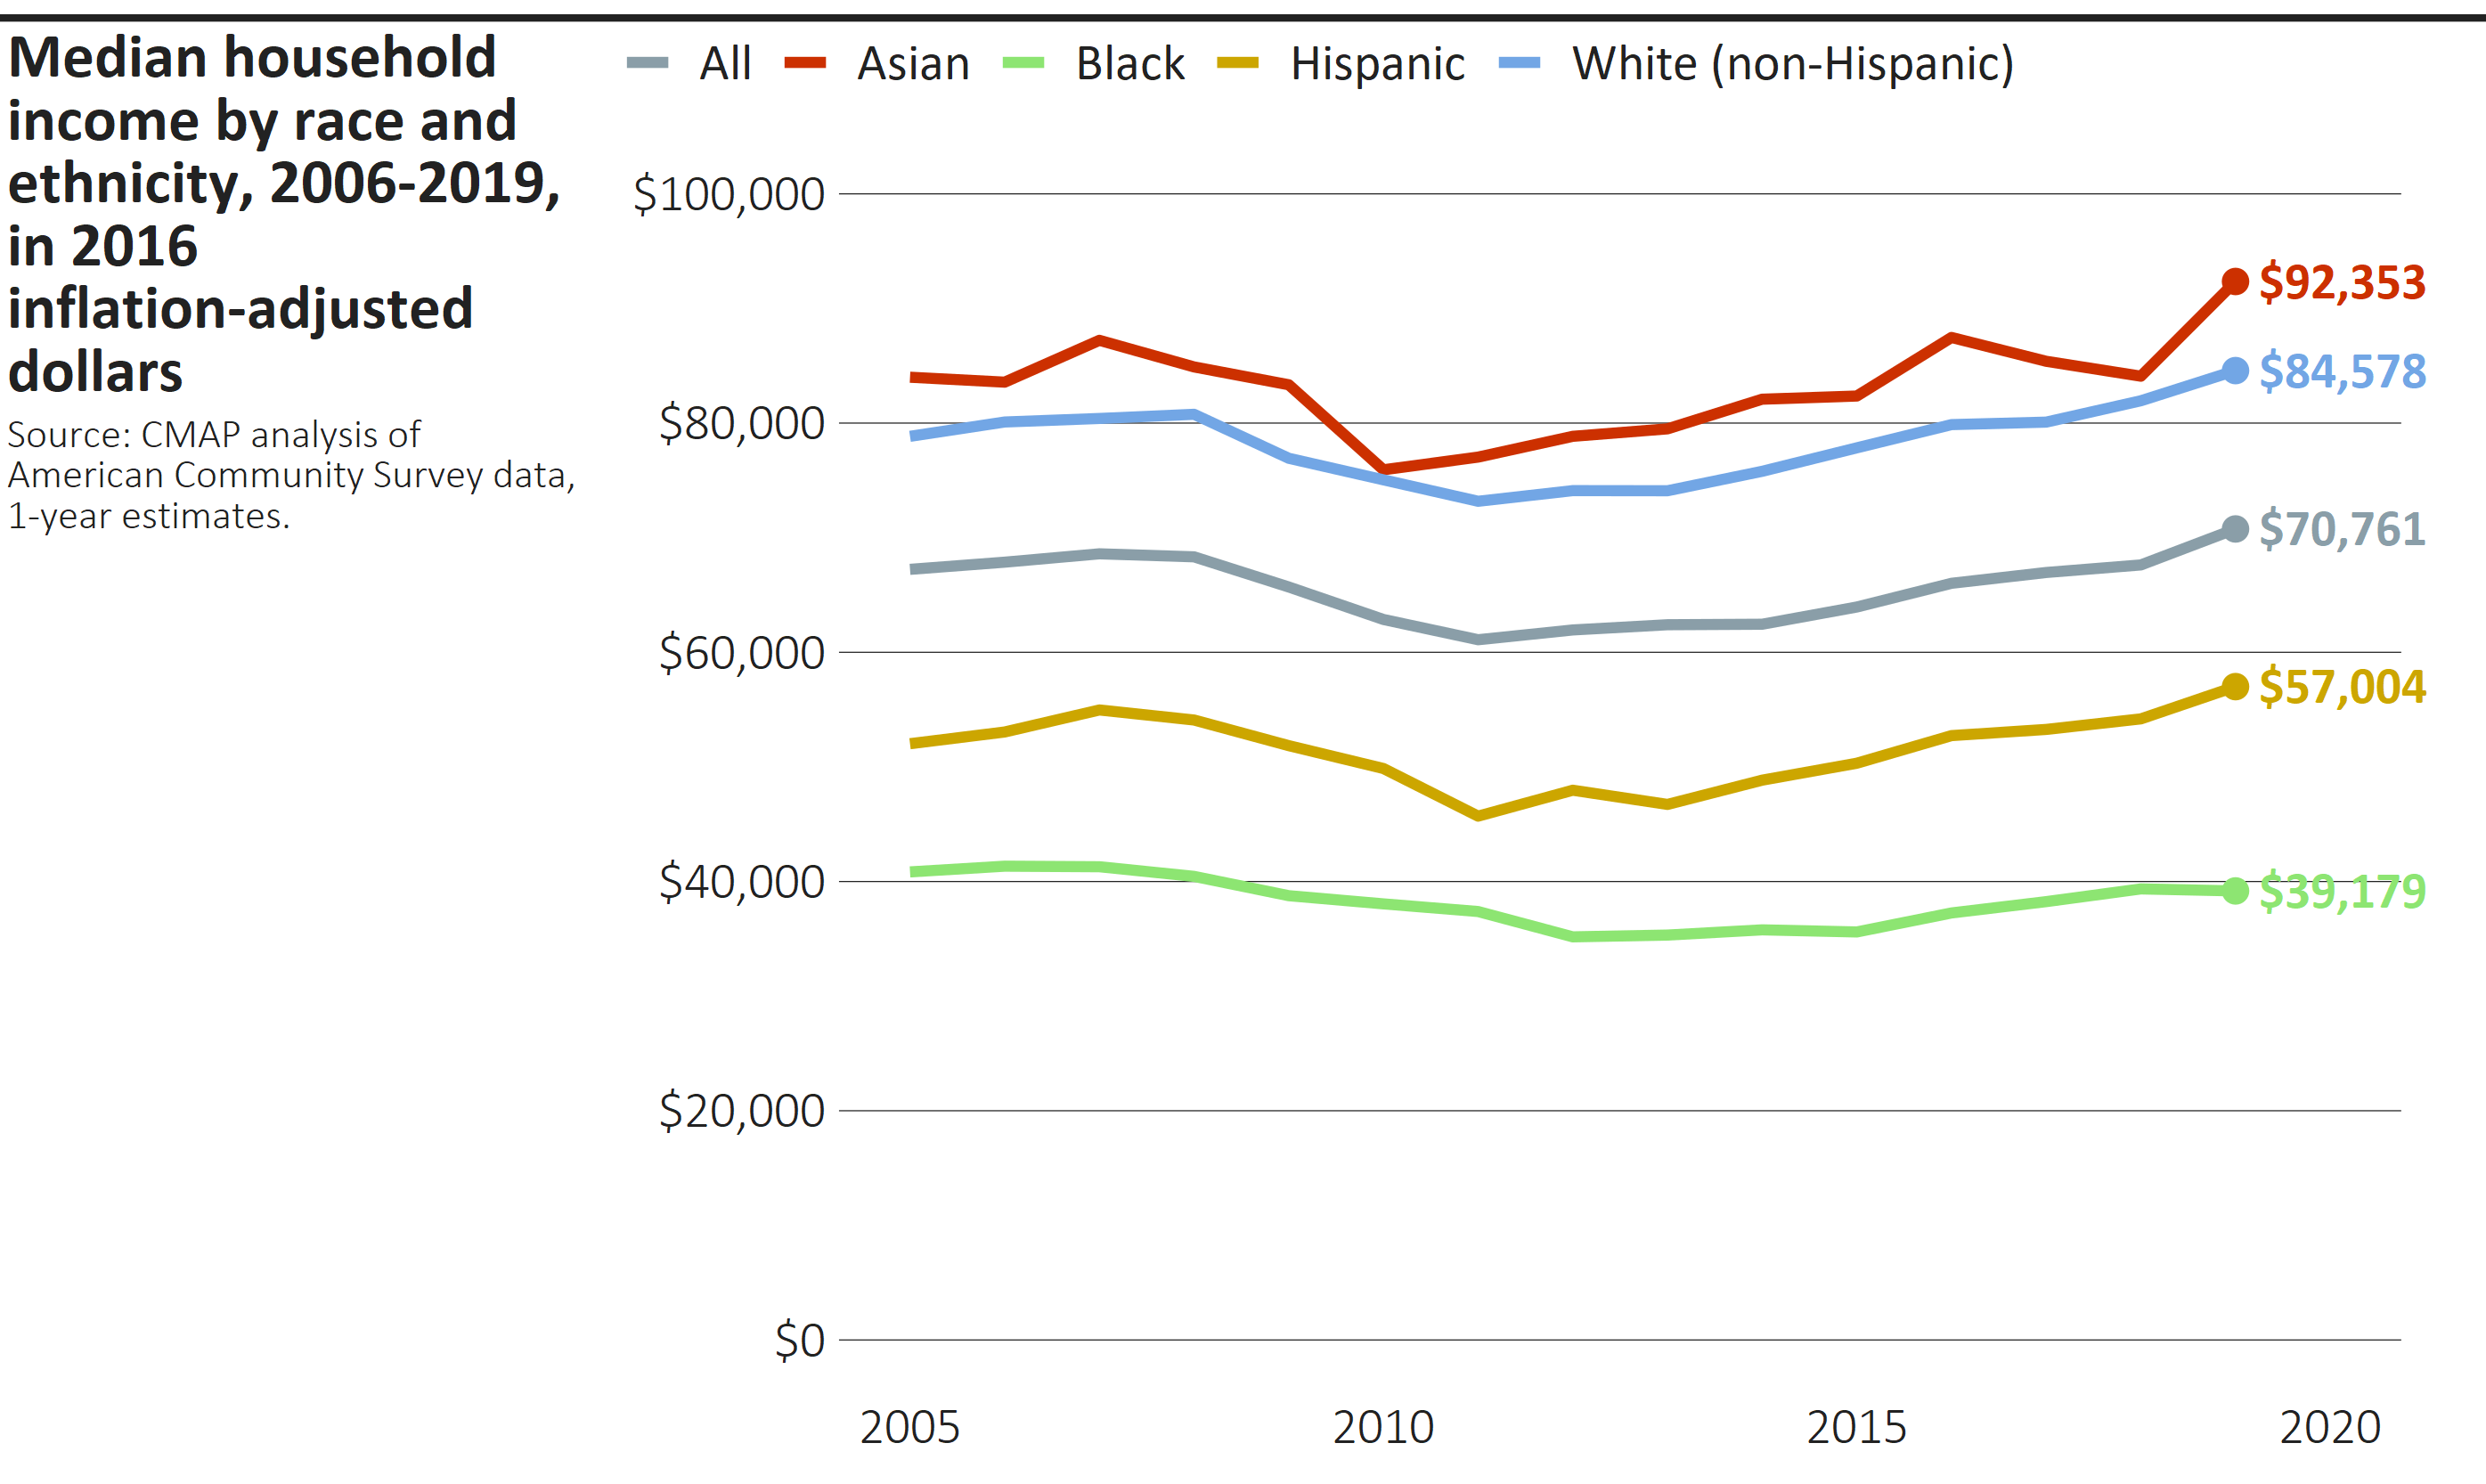 Median household
income by race and
ethnicity, 2006-2019,
in 2016
inflation-adjusted
dollars
Source: CMAP analysis of
American Community Survey data,
1-year estimates.
All Asian Black Hispanic White (non-Hispanic)
$100,000
$92,353
$84,578
$80,000
$70,761
$60,000
$57,004
$40,000
$39,179
$20,000
$0
2005 2010 2015 2020